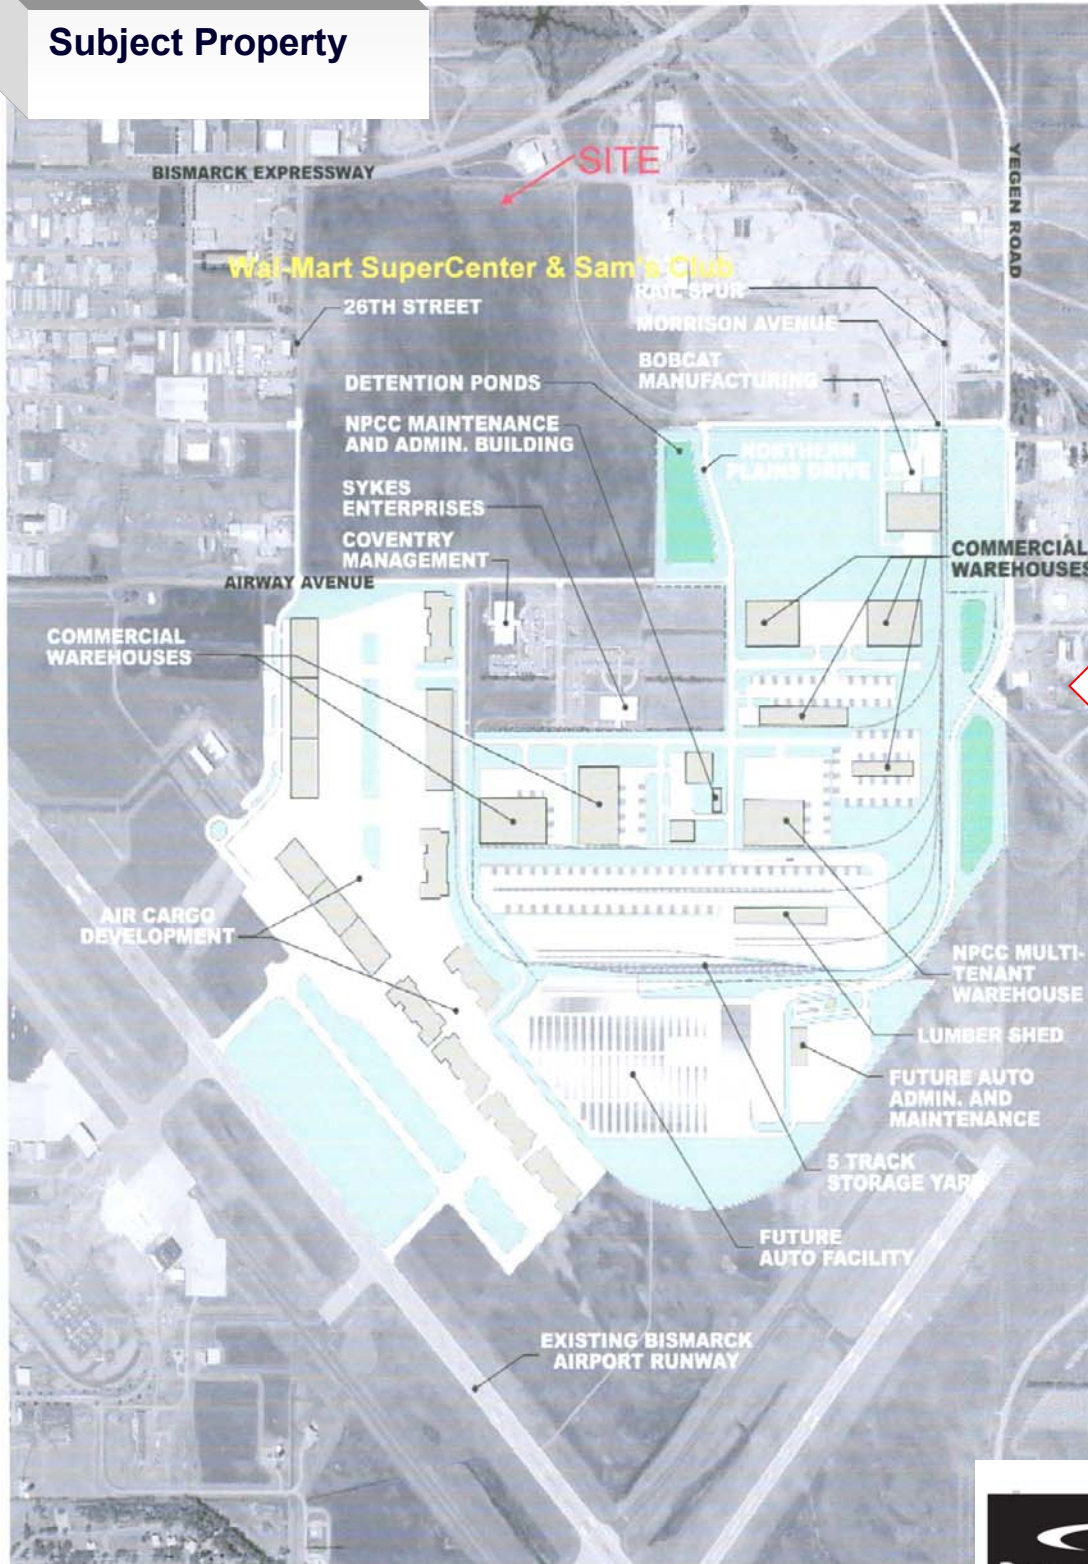 Subject Property
BISMARCK EXPRESSWAY
SITE
YEGEN ROAD
Wal-Mart SuperCenter & Sam's Club
RAIL SPUR
26TH STREET
MORRISON AVENUE
BOBCAT
MANUFACTURING
DETENTION PONDS
NPCC MAINTENANCE
AND ADMIN. BUILDING
NORTHERN
PLAINS DRIVE
SYKES
ENTERPRISES
COVENTRY
MANAGEMENT
COMMERCIAL
WAREHOUSES
AIRWAY AVENUE
COMMERCIAL
WAREHOUSES
AIR CARGO
DEVELOPMENT
NPCC MULTI-
TENANT
WAREHOUSE
LUMBER SHED
FUTURE AUTO
ADMIN. AND
MAINTENANCE
5 TRACK
STORAGE YARD
FUTURE
AUTO FACILITY
EXISTING BISMARCK
AIRPORT RUNWAY